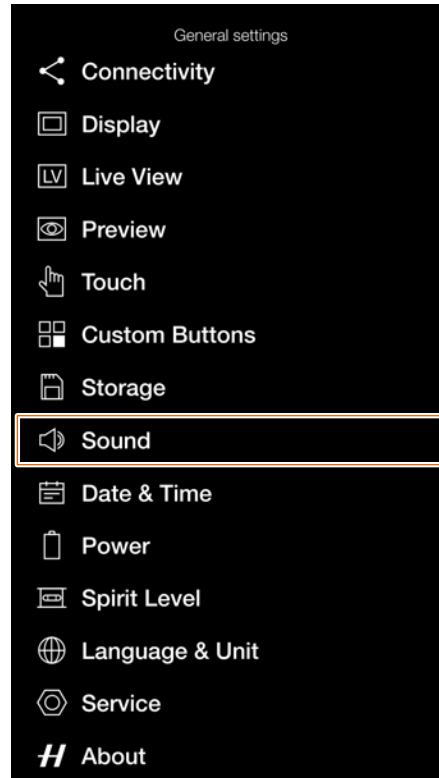 General settings
Connectivity
Display
LV Live View
Preview
Touch
Custom Buttons
Storage
Sound
Date & Time
Power
Spirit Level
Language & Unit
Service
H About